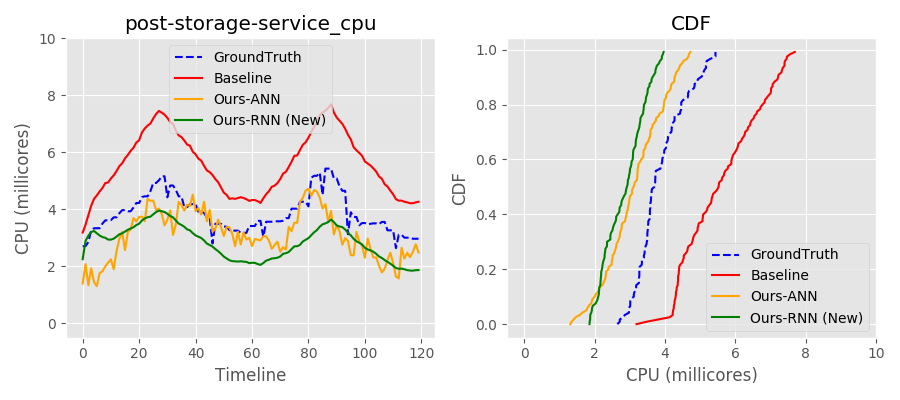 post-storage-service_cpu
10
8
6
4
2
0
CPU (millicores)
GroundTruth
Baseline
Ours-ANN
Ours-RNN (New)
0
20
40
60
80
100
120
Timeline
CDF
1.0
0.8
0.6
0.4
0.2
0.0
CDF
GroundTruth
Baseline
Ours-ANN
Ours-RNN (New)
0
2
4
6
8
10
CPU (millicores)